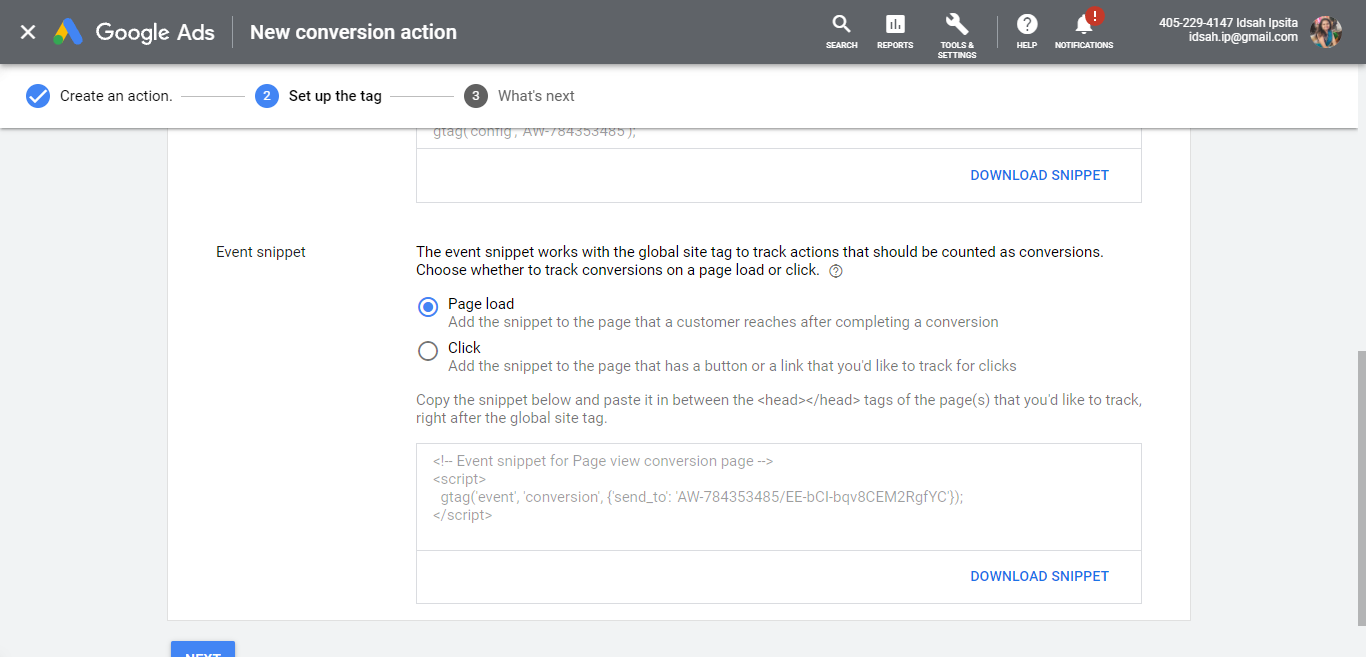 Google Ads
New conversion action
SEARCH
REPORTS
TOOLS &
SETTINGS
HELP
!
NOTIFICATIONS
405-229-4147 Idsah Ipsita
idsah.ip@gmail.com
Create an action.
2
Set up the tag
3
What's next
gtag('config', 'AW-784353485');
DOWNLOAD SNIPPET
Event snippet
The event snippet works with the global site tag to track actions that should be counted as conversions.
Choose whether to track conversions on a page load or click. ?
Page load
Add the snippet to the page that a customer reaches after completing a conversion
Click
Add the snippet to the page that has a button or a link that you'd like to track for clicks
Copy the snippet below and paste it in between the <head></head> tags of the page(s) that you'd like to track,
right after the global site tag.
<!-- Event snippet for Page view conversion page -->
<script>
gtag('event', 'conversion', {'send_to': 'AW-784353485/EE-bCI-bqv8CEM2RgfYC'});
</script>
DOWNLOAD SNIPPET
NEXT